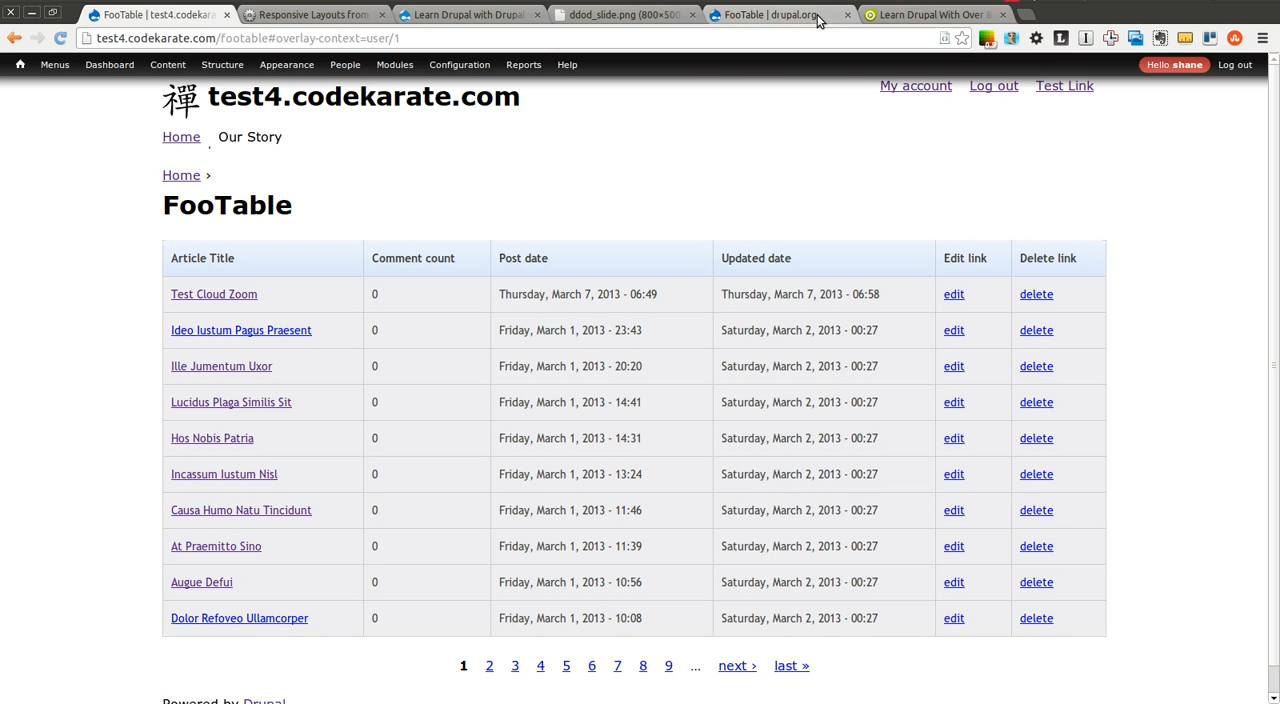 FooTable | test4.codekara
Responsive Layouts from
Learn Drupal with Drupal
ddod_slide.png (800×500
FooTable | drupal.org
Learn Drupal With Over
test4.codekarate.com/footable#overlay-context=user/1
Menus Dashboard Content Structure Appearance People Modules Configuration Reports Help Hello shane Log out
禪 test4.codekarate.com
My account Log out Test Link
Home Our Story
Home ›
FooTable
Article Title Comment count Post date Updated date Edit link Delete link
Test Cloud Zoom 0 Thursday, March 7, 2013 - 06:49 Thursday, March 7, 2013 - 06:58 edit delete
Ideo Iustum Pagus Praesent 0 Friday, March 1, 2013 - 23:43 Saturday, March 2, 2013 - 00:27 edit delete
Ille Jumentum Uxor 0 Friday, March 1, 2013 - 20:20 Saturday, March 2, 2013 - 00:27 edit delete
Lucidus Plaga Similis Sit 0 Friday, March 1, 2013 - 14:41 Saturday, March 2, 2013 - 00:27 edit delete
Hos Nobis Patria 0 Friday, March 1, 2013 - 14:31 Saturday, March 2, 2013 - 00:27 edit delete
Incassum Iustum Nisl 0 Friday, March 1, 2013 - 13:24 Saturday, March 2, 2013 - 00:27 edit delete
Causa Humo Natu Tincidunt 0 Friday, March 1, 2013 - 11:46 Saturday, March 2, 2013 - 00:27 edit delete
At Praemitto Sino 0 Friday, March 1, 2013 - 11:39 Saturday, March 2, 2013 - 00:27 edit delete
Augue Defui 0 Friday, March 1, 2013 - 10:56 Saturday, March 2, 2013 - 00:27 edit delete
Dolor Refoveo Ullamcorper 0 Friday, March 1, 2013 - 10:08 Saturday, March 2, 2013 - 00:27 edit delete
1 2 3 4 5 6 7 8 9 … next › last »
Powered by Drupal